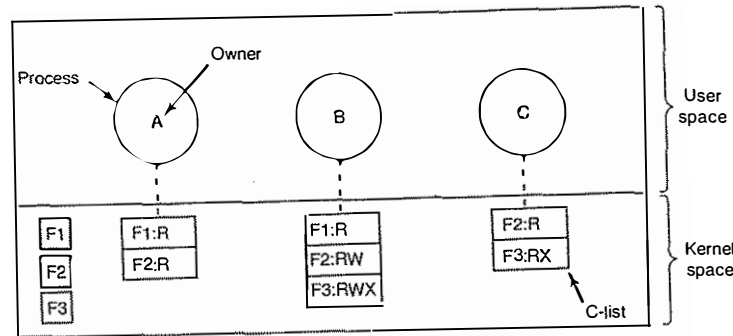 Owner
Process
A
B
C
User
space
F1
F2
F3
F1:R
F2:R
F1:R
F2:RW
F3:RWX
F2:R
F3:RX
Kernel
space
C-list